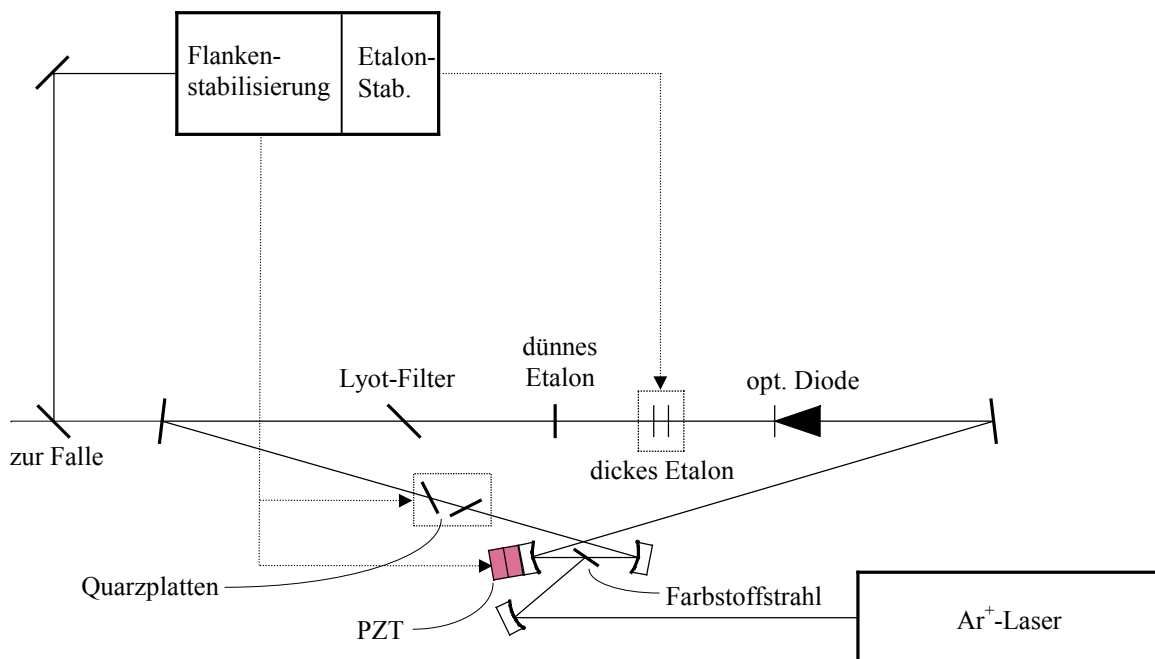 Flanken-
stabilisierung
Etalon-
Stab.
dünnes
Etalon
Lyot-Filter
opt. Diode
zur Falle
dickes Etalon
Quarzplatten
PZT
Farbstoffstrahl
Ar⁺-Laser